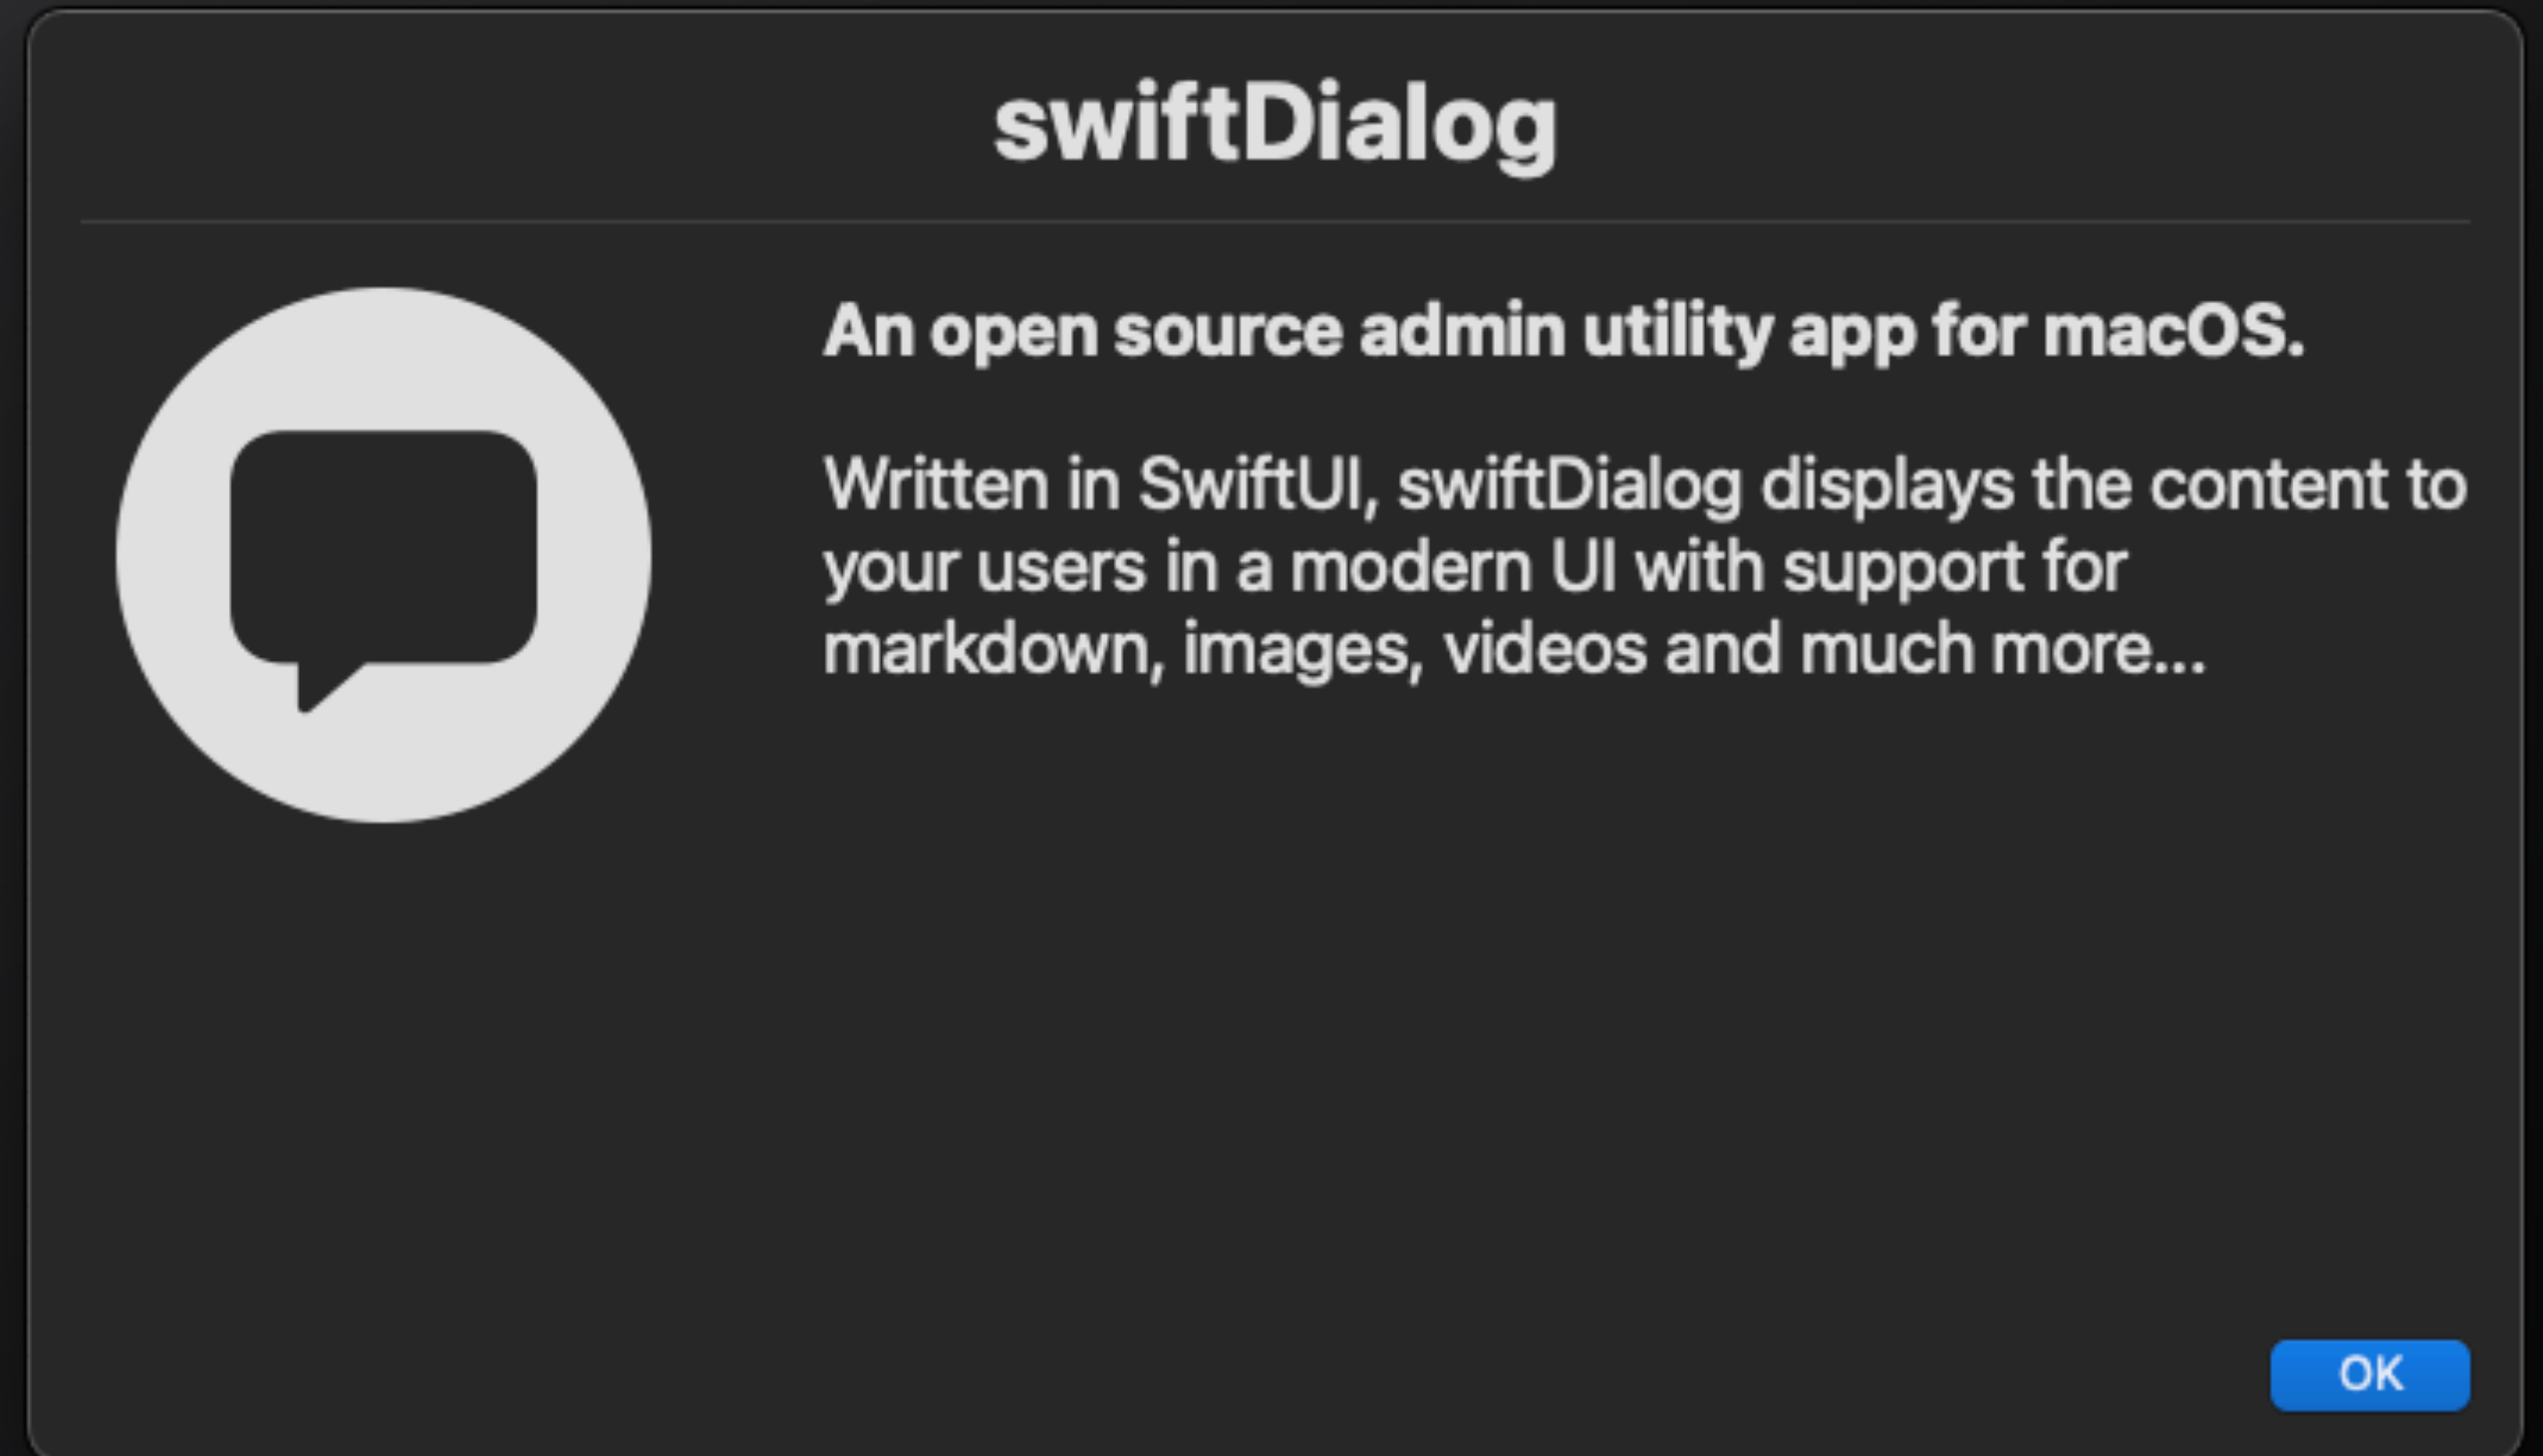 swiftDialog
An open source admin utility app for macOS.
Written in SwiftUI, swiftDialog displays the content to
your users in a modern UI with support for
markdown, images, videos and much more...
OK